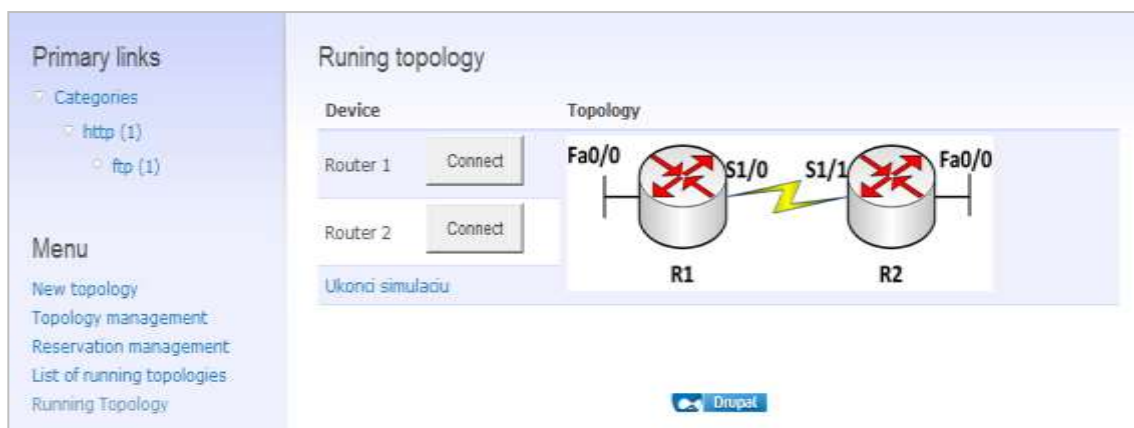 Primary links
Categories
http (1)
ftp (1)
Menu
New topology
Topology management
Reservation management
List of running topologies
Running Topology
Runing topology
Device Topology
Router 1 Connect
Router 2 Connect
Ukonci simulaciu
Fa0/0 S1/0 S1/1 Fa0/0
R1 R2
Drupal